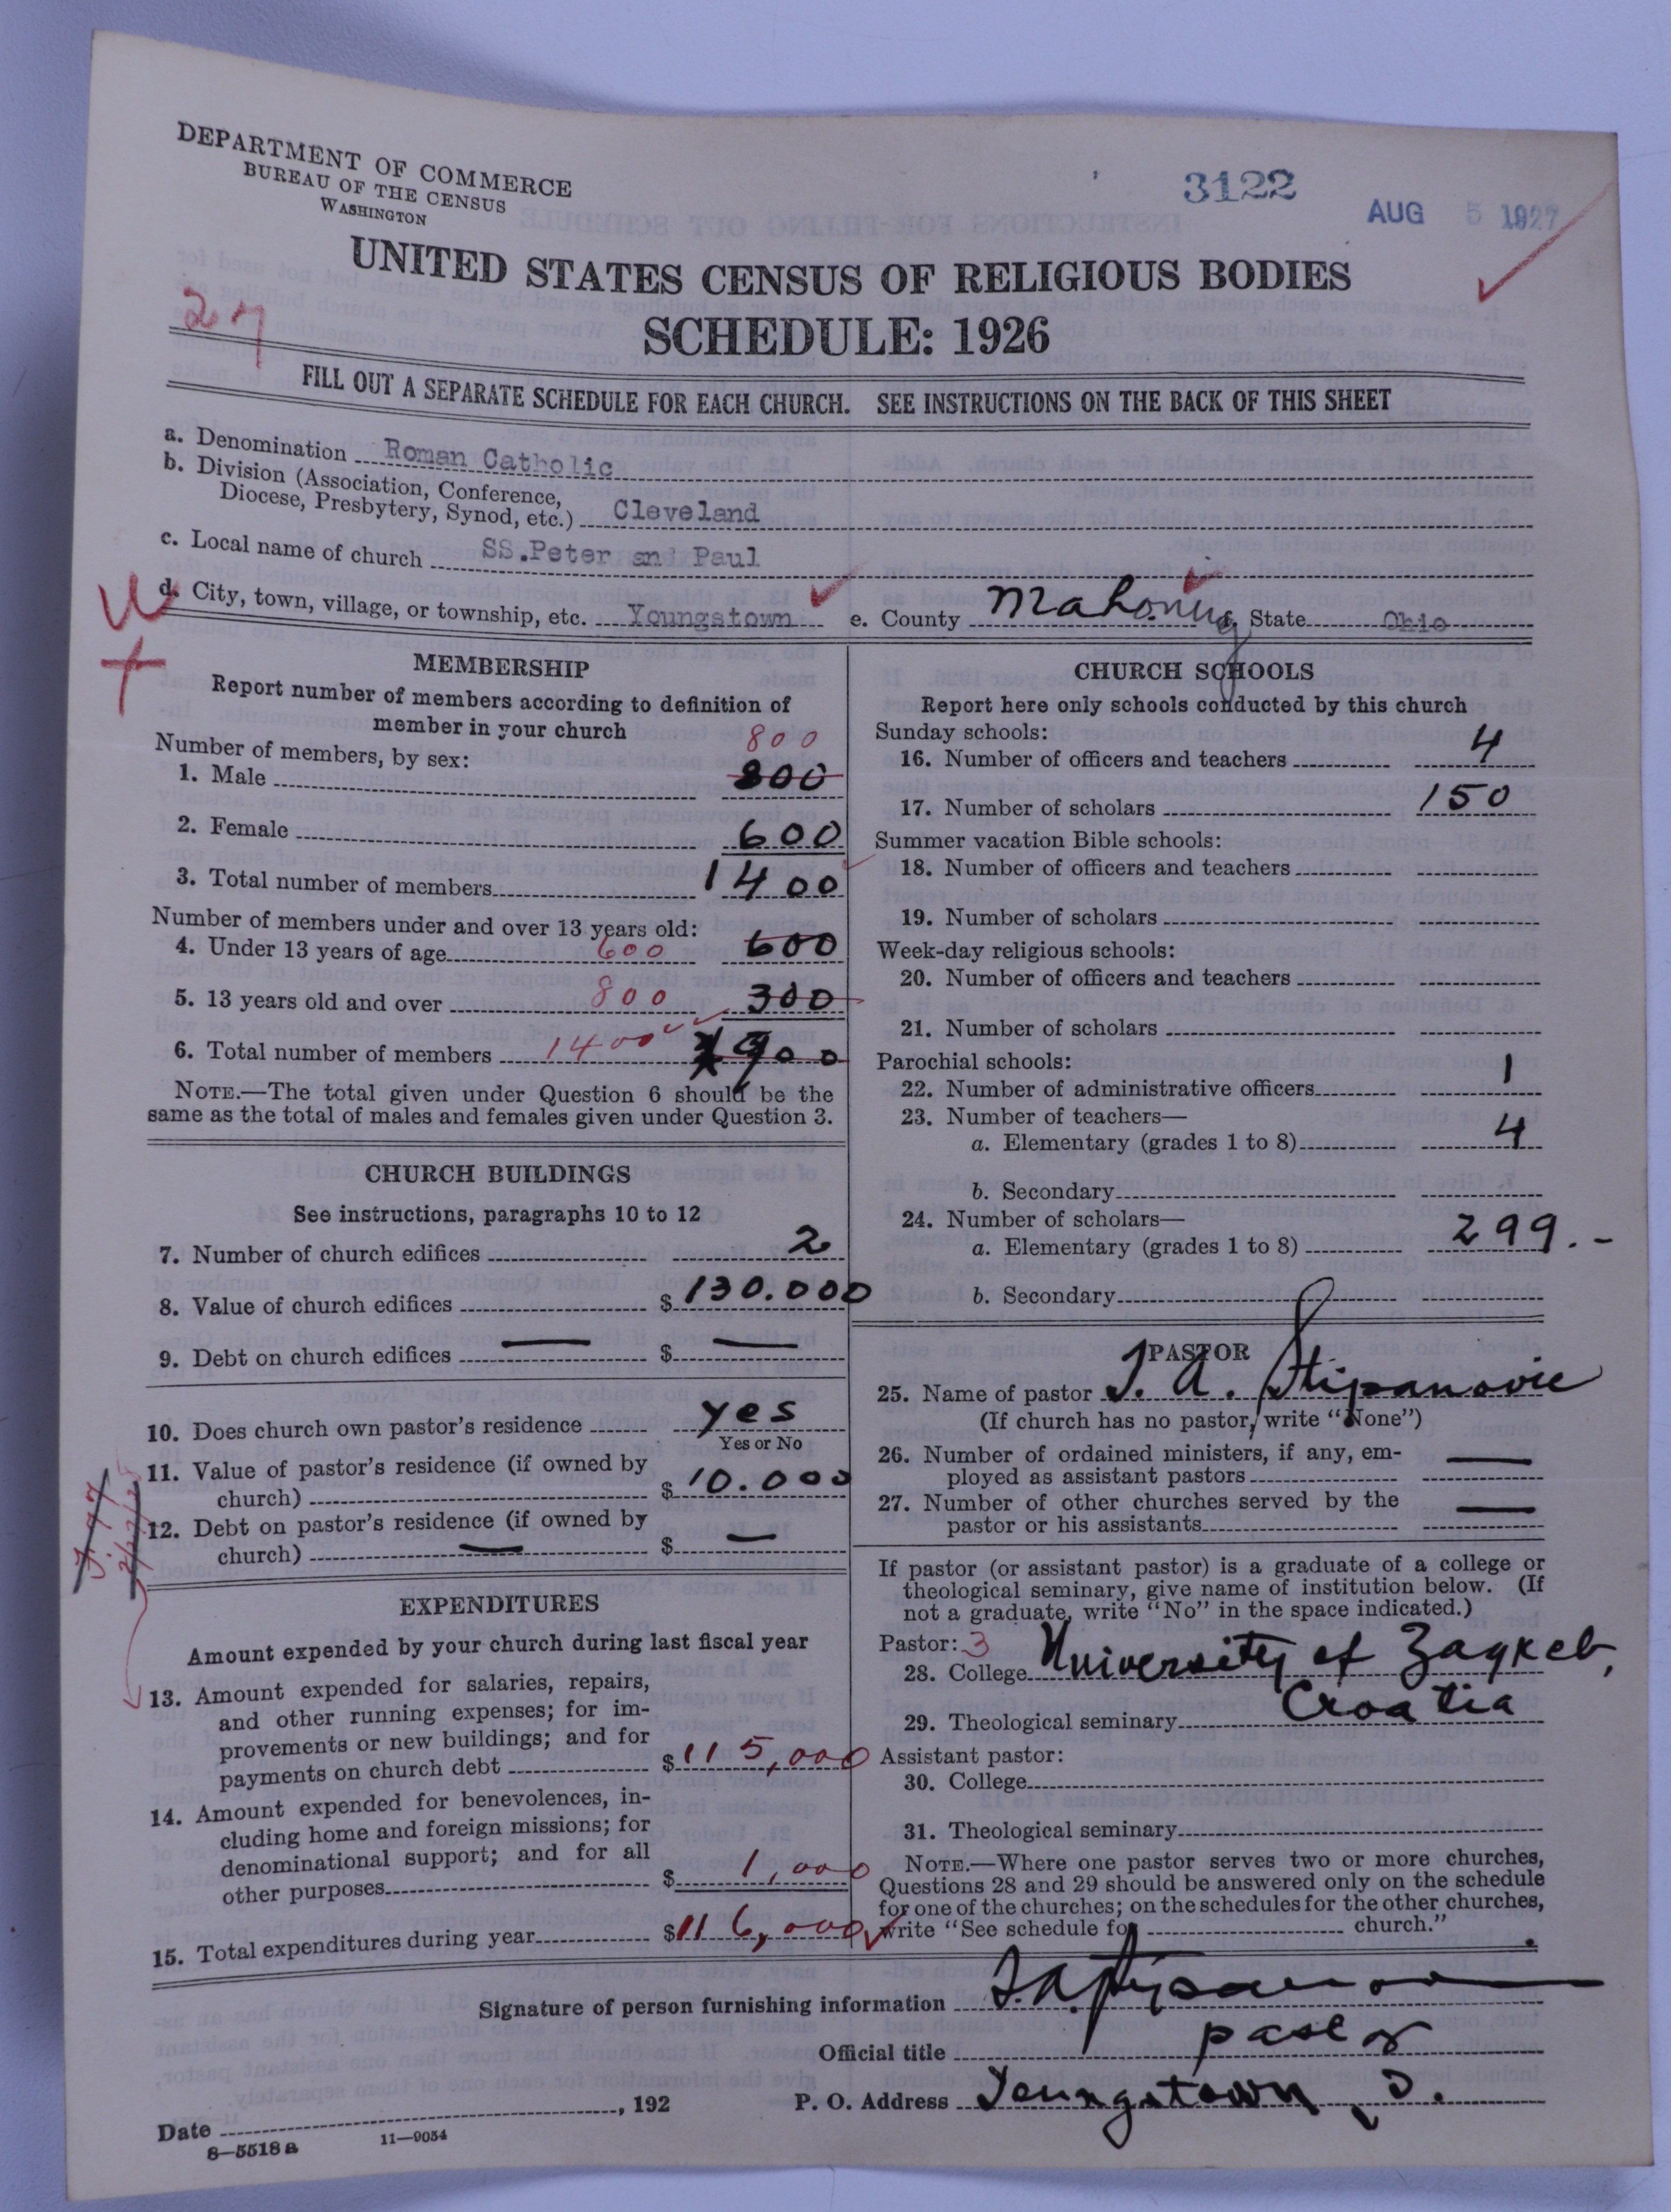 DEPARTMENT OF COMMERCE
BUREAU OF THE CENSUS
WASHINGTON
3122
AUG 5 1927
UNITED STATES CENSUS OF RELIGIOUS BODIES
27
SCHEDULE: 1926
FILL OUT A SEPARATE SCHEDULE FOR EACH CHURCH. SEE INSTRUCTIONS ON THE BACK OF THIS SHEET
a. Denomination Roman Catholic
b. Division (Association, Conference,
Diocese, Presbytery, Synod, etc.) Cleveland
c. Local name of church SS.Peter and Paul
d. City, town, village, or township, etc. Youngstown e. County Mahoning f. State Ohio
MEMBERSHIP
Report number of members according to definition of
member in your church
Number of members, by sex: 800
1. Male 800
2. Female 600
3. Total number of members 1400
Number of members under and over 13 years old:
4. Under 13 years of age 600 600
5. 13 years old and over 800 300
6. Total number of members 1400 900
NOTE.—The total given under Question 6 should be the
same as the total of males and females given under Question 3.
CHURCH BUILDINGS
See instructions, paragraphs 10 to 12
7. Number of church edifices 2
8. Value of church edifices $130.000
9. Debt on church edifices — $ —
10. Does church own pastor's residence yes
Yes or No
11. Value of pastor's residence (if owned by
church) $10.000
12. Debt on pastor's residence (if owned by
church) — $ —
EXPENDITURES
Amount expended by your church during last fiscal year
13. Amount expended for salaries, repairs,
and other running expenses; for im-
provements or new buildings; and for
payments on church debt $115,000
14. Amount expended for benevolences, in-
cluding home and foreign missions; for
denominational support; and for all
other purposes $1,000
15. Total expenditures during year $116,000
CHURCH SCHOOLS
Report here only schools conducted by this church
Sunday schools:
16. Number of officers and teachers 4
17. Number of scholars 150
Summer vacation Bible schools:
18. Number of officers and teachers
19. Number of scholars
Week-day religious schools:
20. Number of officers and teachers
21. Number of scholars
Parochial schools:
22. Number of administrative officers 1
23. Number of teachers—
a. Elementary (grades 1 to 8) 4
b. Secondary
24. Number of scholars—
a. Elementary (grades 1 to 8) 299.-
b. Secondary
PASTOR
25. Name of pastor J. A. Stipanovic
(If church has no pastor, write "None")
26. Number of ordained ministers, if any, em-
ployed as assistant pastors —
27. Number of other churches served by the
pastor or his assistants —
If pastor (or assistant pastor) is a graduate of a college or
theological seminary, give name of institution below. (If
not a graduate, write "No" in the space indicated.)
Pastor: 3
28. College University of Zagreb,
29. Theological seminary Croatia
Assistant pastor:
30. College
31. Theological seminary
NOTE.—Where one pastor serves two or more churches,
Questions 28 and 29 should be answered only on the schedule
for one of the churches; on the schedules for the other churches,
write "See schedule for church."
Signature of person furnishing information J. A. Stipanovic
Official title pastor
Date , 192 P. O. Address Youngstown, O.
8—5518 a 11—9054